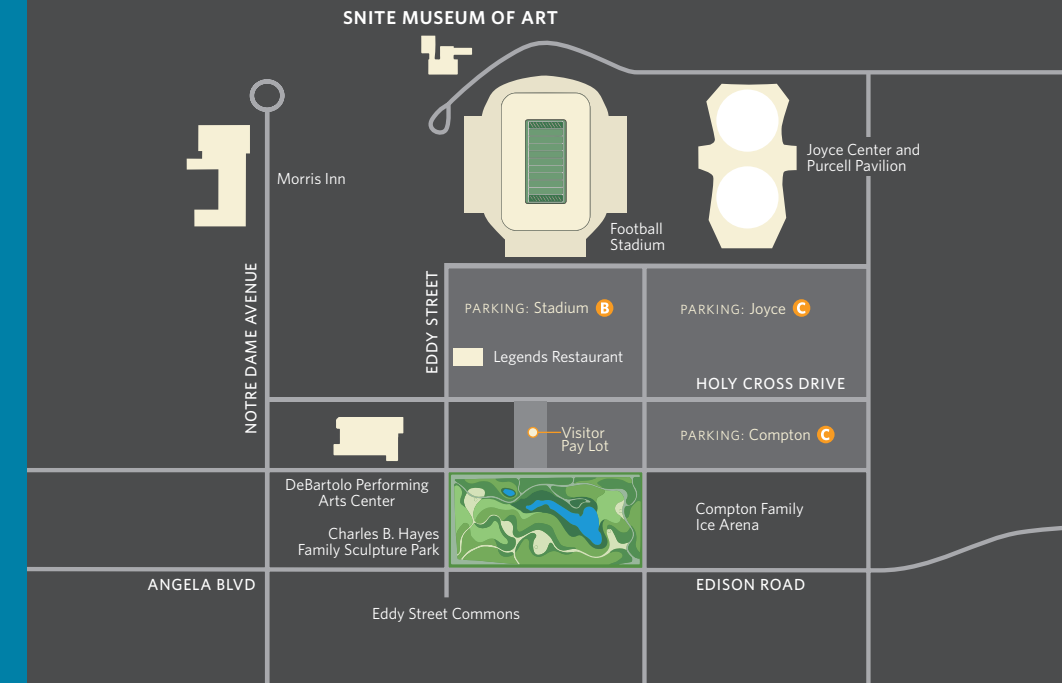 SNITE MUSEUM OF ART
Joyce Center and
Purcell Pavilion
Morris Inn
Football
Stadium
NOTRE DAME AVENUE
EDDY STREET
PARKING: Stadium B
PARKING: Joyce C
Legends Restaurant
HOLY CROSS DRIVE
Visitor
Pay Lot
PARKING: Compton C
DeBartolo Performing
Arts Center
Charles B. Hayes
Family Sculpture Park
Compton Family
Ice Arena
ANGELA BLVD
EDISON ROAD
Eddy Street Commons